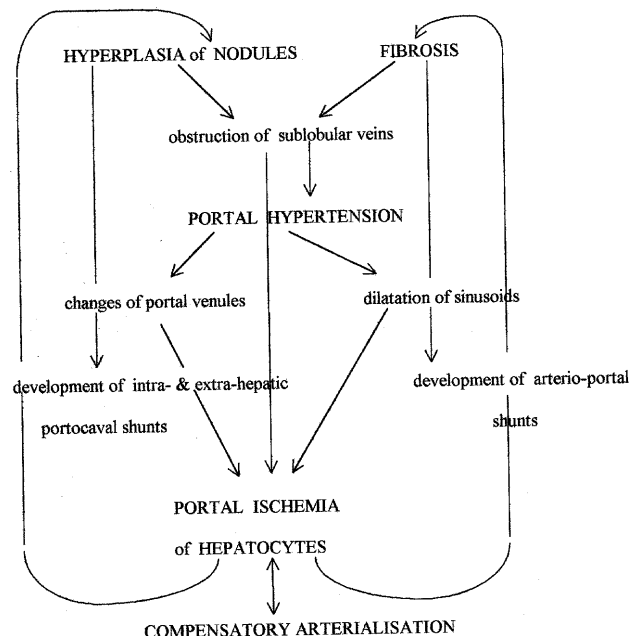 HYPERPLASIA of NODULES
FIBROSIS
obstruction of sublobular veins
PORTAL HYPERTENSION
changes of portal venules
dilatation of sinusoids
development of intra- & extra-hepatic
portocaval shunts
development of arterio-portal
shunts
PORTAL ISCHEMIA
of HEPATOCYTES
COMPENSATORY ARTERIALISATION